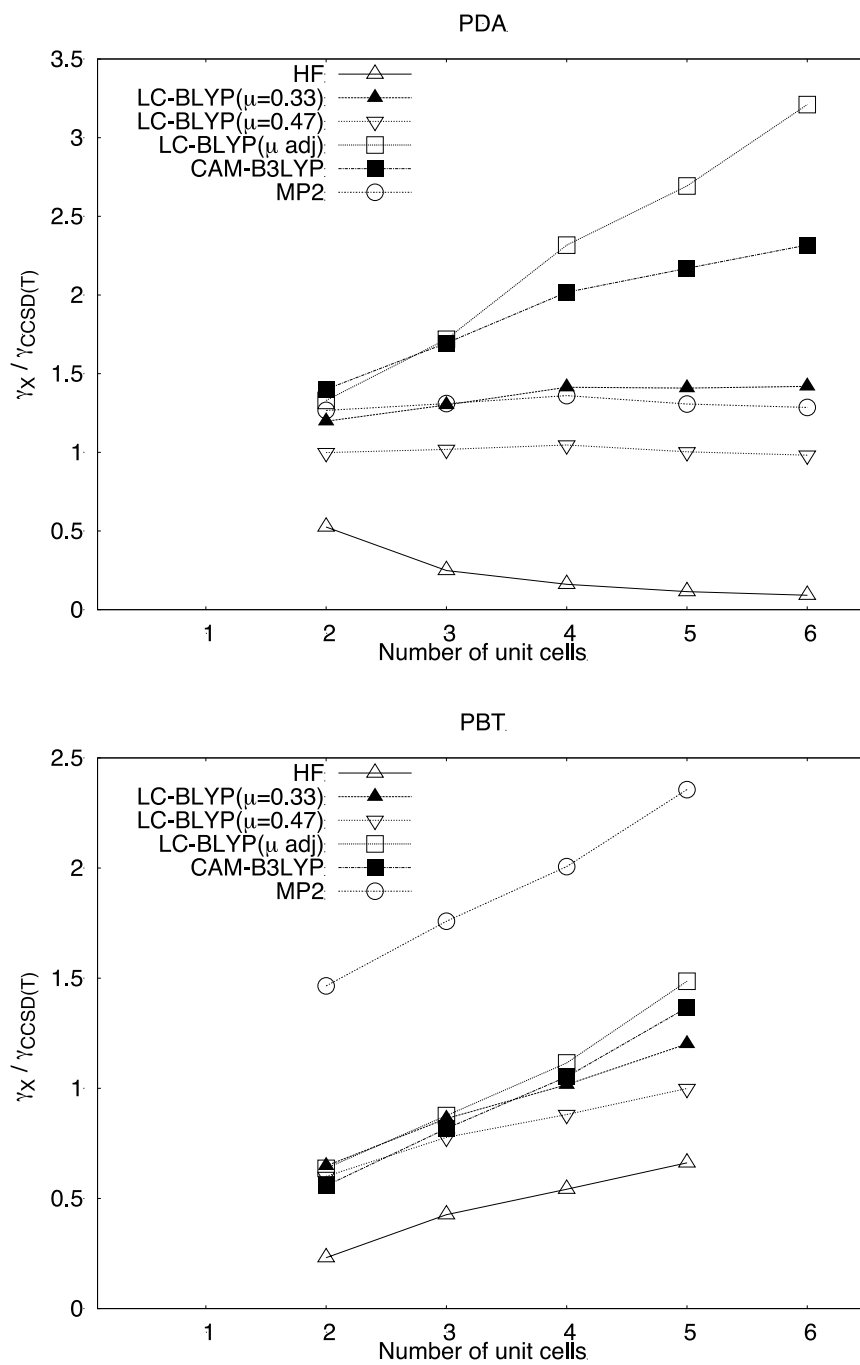 PDA
3.5
3
2.5
2
1.5
1
0.5
0
γX / γCCSD(T)
HF
LC-BLYP(μ=0.33)
LC-BLYP(μ=0.47)
LC-BLYP(μ adj)
CAM-B3LYP
MP2
1 2 3 4 5 6
Number of unit cells
PBT
2.5
2
1.5
1
0.5
0
γX / γCCSD(T)
HF
LC-BLYP(μ=0.33)
LC-BLYP(μ=0.47)
LC-BLYP(μ adj)
CAM-B3LYP
MP2
1 2 3 4 5 6
Number of unit cells